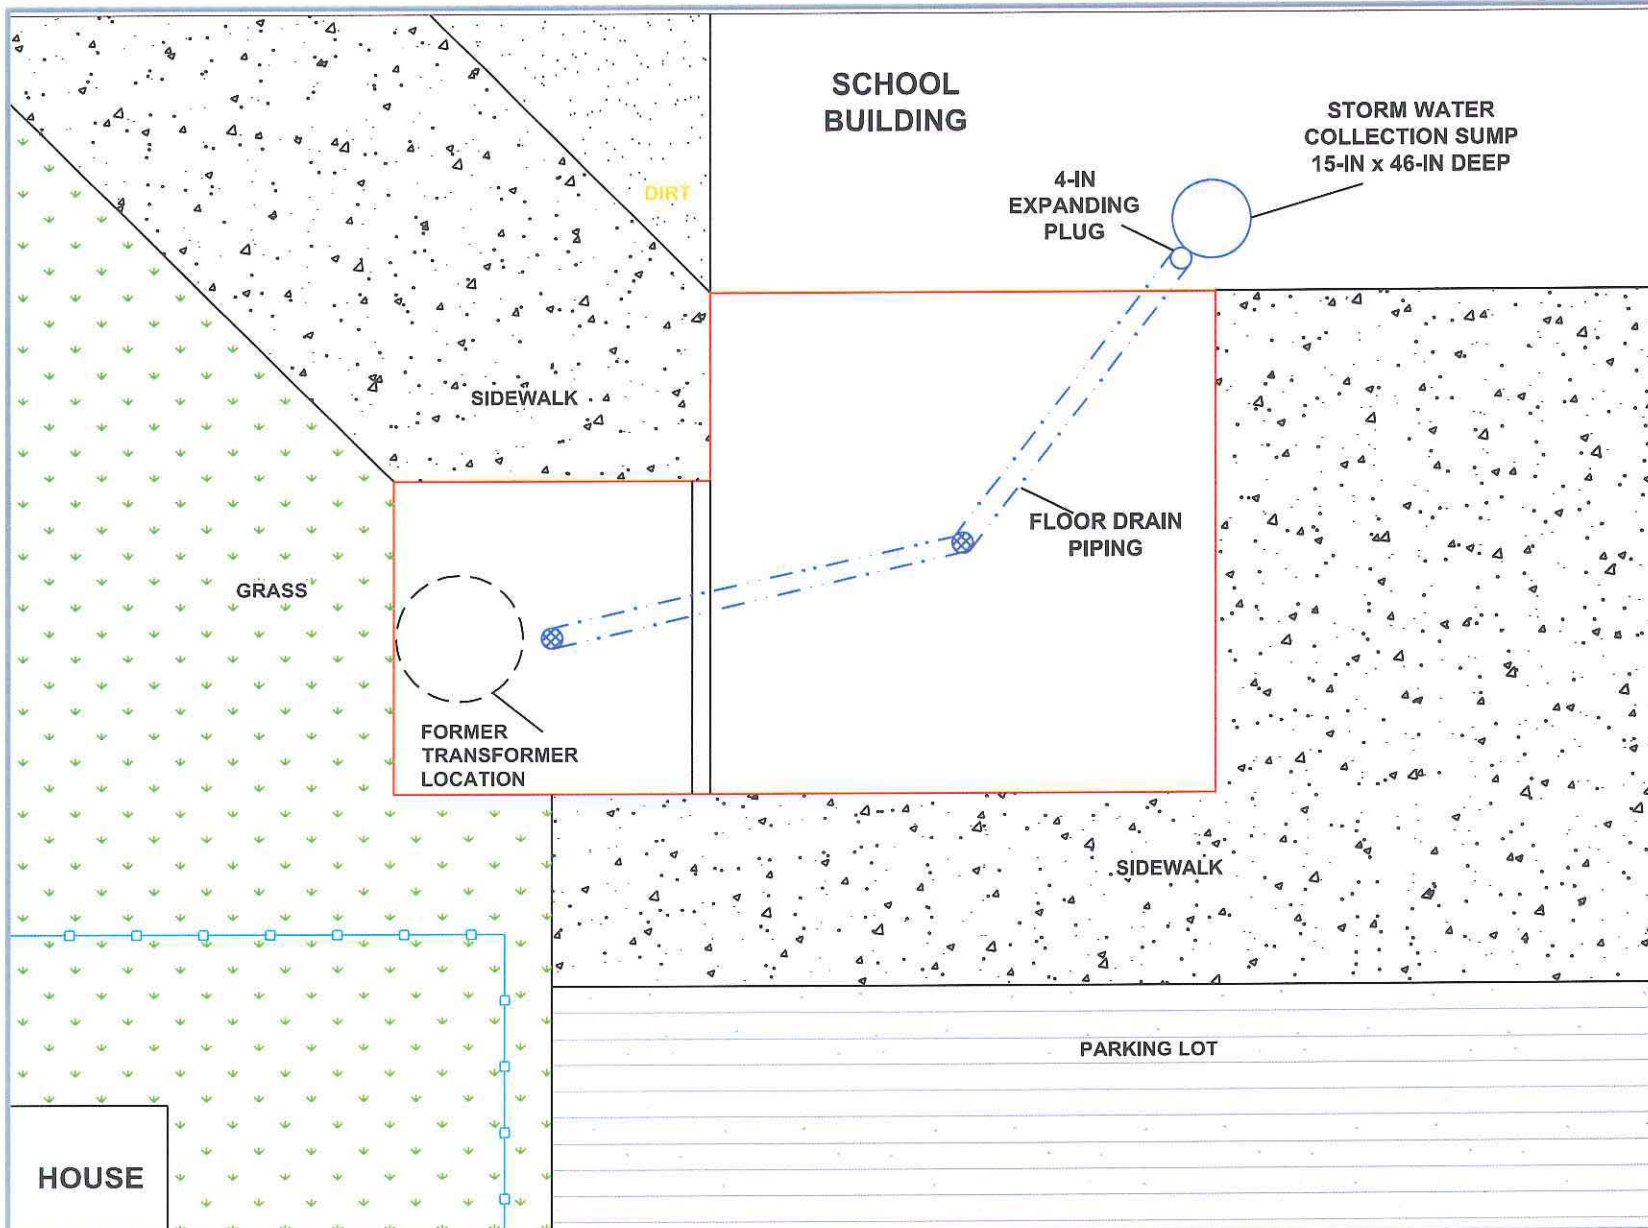 SCHOOL
BUILDING
STORM WATER
COLLECTION SUMP
15-IN x 46-IN DEEP
4-IN
EXPANDING
PLUG
DIRT
SIDEWALK
FLOOR DRAIN
PIPING
GRASS
FORMER
TRANSFORMER
LOCATION
SIDEWALK
PARKING LOT
HOUSE